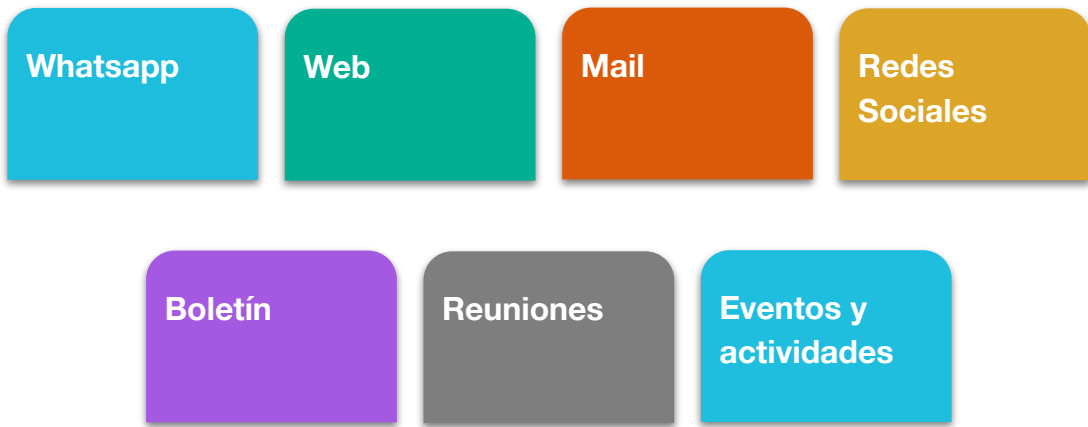 Whatsapp
Web
Mail
Redes
Sociales
Boletín
Reuniones
Eventos y
actividades